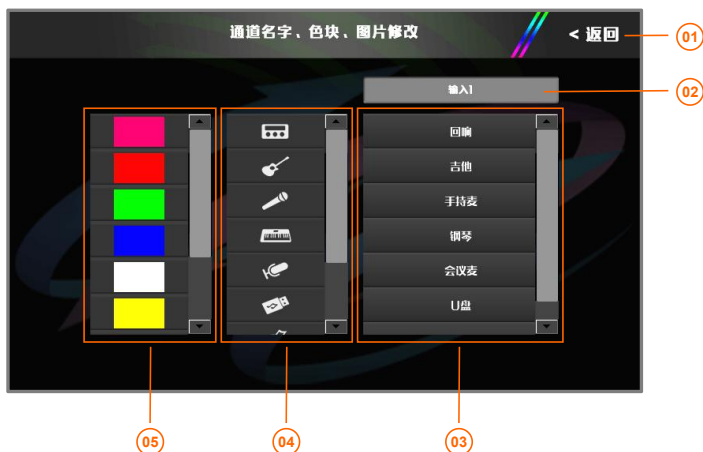 通道名字、色块、图片修改
< 返回
01
输入1
02
回响
吉他
手持麦
钢琴
会议麦
U盘
05
04
03